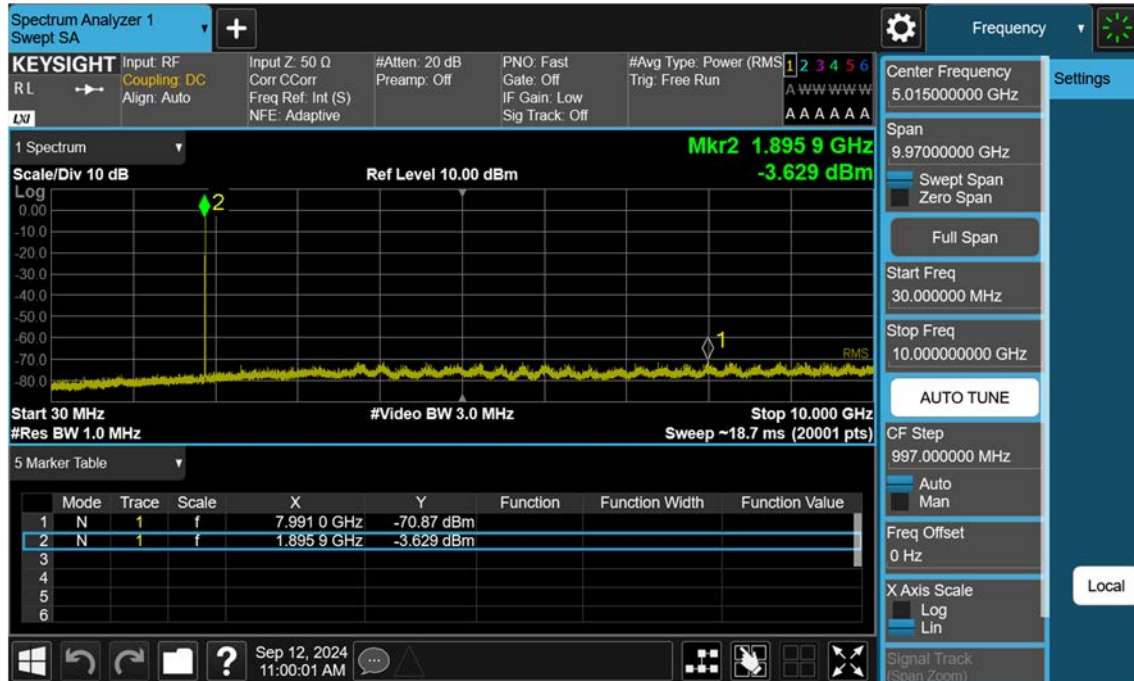 Spectrum Analyzer 1
Swept SA
+
Frequency
KEYSIGHT
R L
LXI
Input: RF
Coupling: DC
Align: Auto
Input Z: 50 Ω
Corr CCorr
Freq Ref: Int (S)
NFE: Adaptive
#Atten: 20 dB
Preamp: Off
PNO: Fast
Gate: Off
IF Gain: Low
Sig Track: Off
#Avg Type: Power (RMS
Trig: Free Run
1 2 3 4 5 6
A W W W W W
A A A A A A
1 Spectrum
Mkr2 1.895 9 GHz
Scale/Div 10 dB
Ref Level 10.00 dBm
-3.629 dBm
Log
0.00
-10.0
-20.0
-30.0
-40.0
-50.0
-60.0
-70.0
-80.0
2
1
RMS
Start 30 MHz
#Video BW 3.0 MHz
Stop 10.000 GHz
#Res BW 1.0 MHz
Sweep ~18.7 ms (20001 pts)
5 Marker Table
Mode Trace Scale X Y Function Function Width Function Value
1 N 1 f 7.991 0 GHz -70.87 dBm
2 N 1 f 1.895 9 GHz -3.629 dBm
3
4
5
6
?
Sep 12, 2024
11:00:01 AM
Center Frequency
5.015000000 GHz
Span
9.97000000 GHz
Swept Span
Zero Span
Full Span
Start Freq
30.000000 MHz
Stop Freq
10.000000000 GHz
AUTO TUNE
CF Step
997.000000 MHz
Auto
Man
Freq Offset
0 Hz
X Axis Scale
Log
Lin
Signal Track
(Span Zoom)
Settings
Local